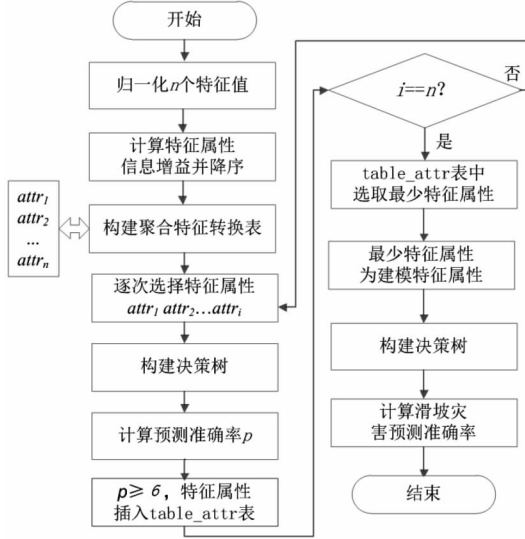 开始
归一化n个特征值
计算特征属性
信息增益并降序
attr1
attr2
...
attrn
构建聚合特征转换表
逐次选择特征属性
attr1 attr2...attri
构建决策树
计算预测准确率p
p≥6，特征属性
插入table_attr表
i==n?
否
是
table_attr表中
选取最少特征属性
最少特征属性
为建模特征属性
构建决策树
计算滑坡灾
害预测准确率
结束